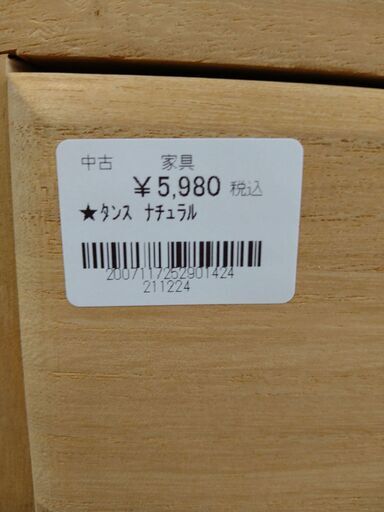 中古 家具
￥5,980 税込
★ﾀﾝｽ ﾅﾁｭﾗﾙ
2007117252901424
211224